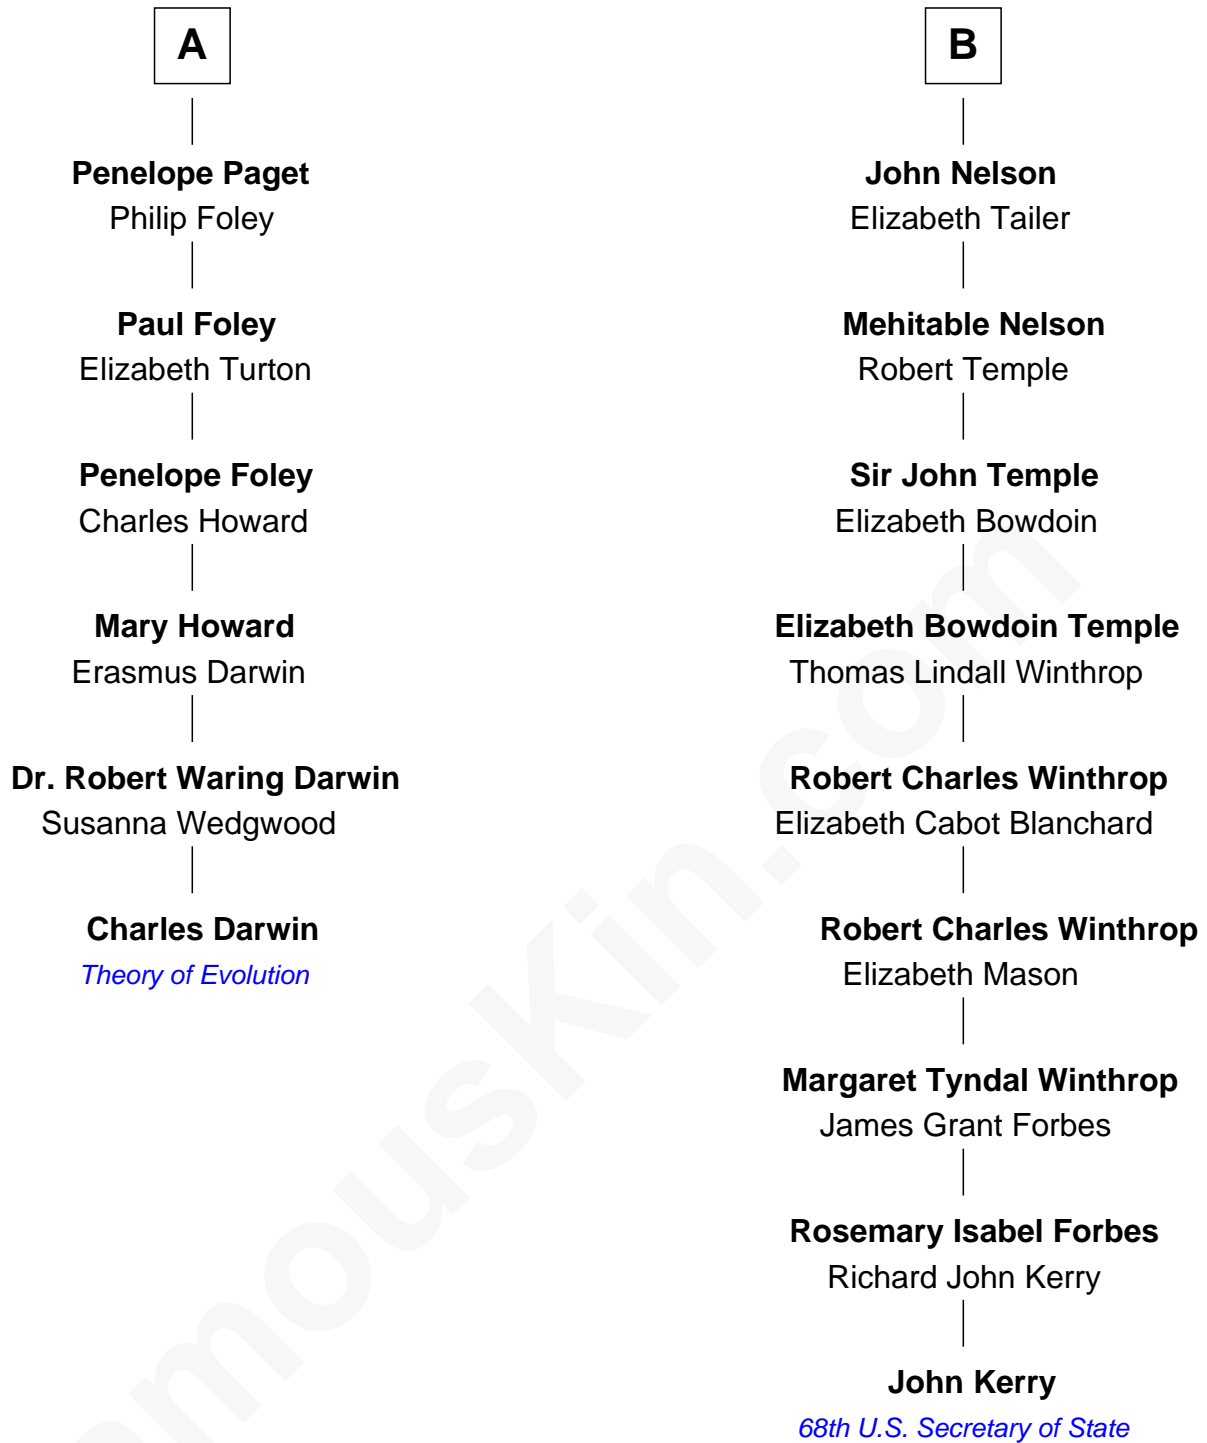 A
Penelope Paget
Philip Foley
Paul Foley
Elizabeth Turton
Penelope Foley
Charles Howard
Mary Howard
Erasmus Darwin
Dr. Robert Waring Darwin
Susanna Wedgwood
Charles Darwin
Theory of Evolution
B
John Nelson
Elizabeth Tailer
Mehitable Nelson
Robert Temple
Sir John Temple
Elizabeth Bowdoin
Elizabeth Bowdoin Temple
Thomas Lindall Winthrop
Robert Charles Winthrop
Elizabeth Cabot Blanchard
Robert Charles Winthrop
Elizabeth Mason
Margaret Tyndal Winthrop
James Grant Forbes
Rosemary Isabel Forbes
Richard John Kerry
John Kerry
68th U.S. Secretary of State
amousKin.com